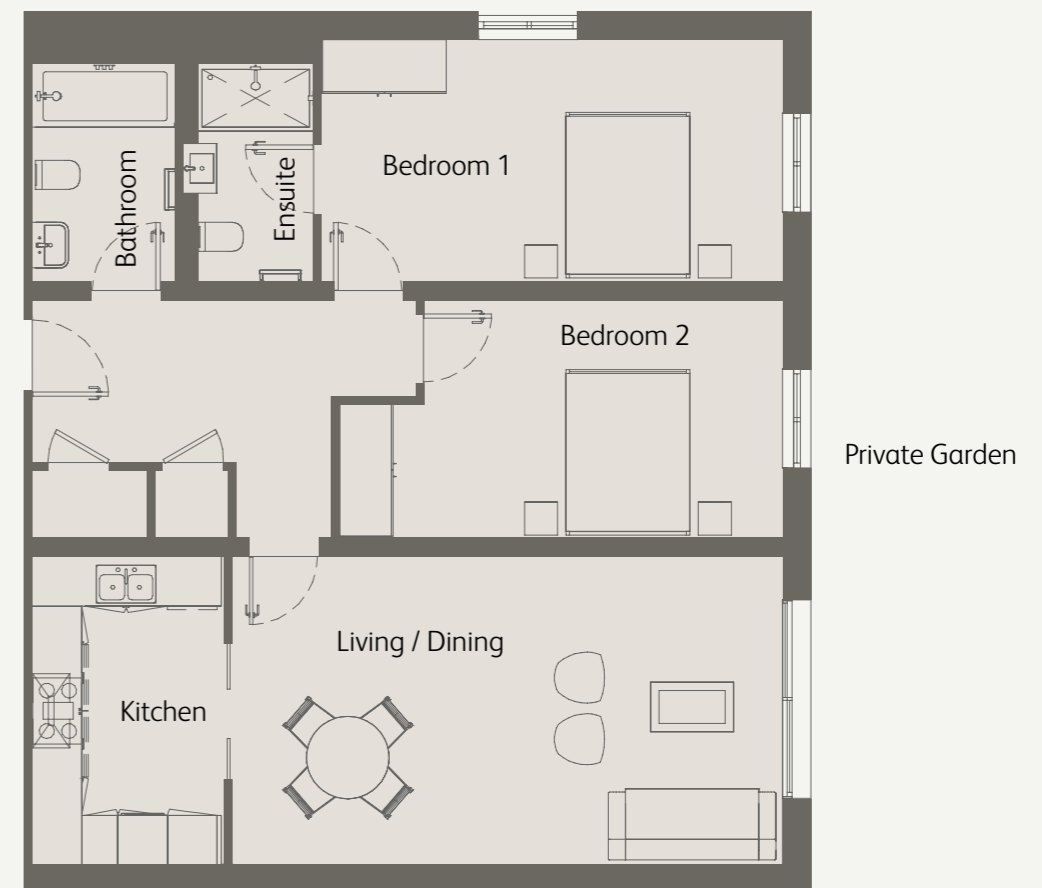 Bathroom
Ensuite
Bedroom 1
Bedroom 2
Private Garden
Living / Dining
Kitchen